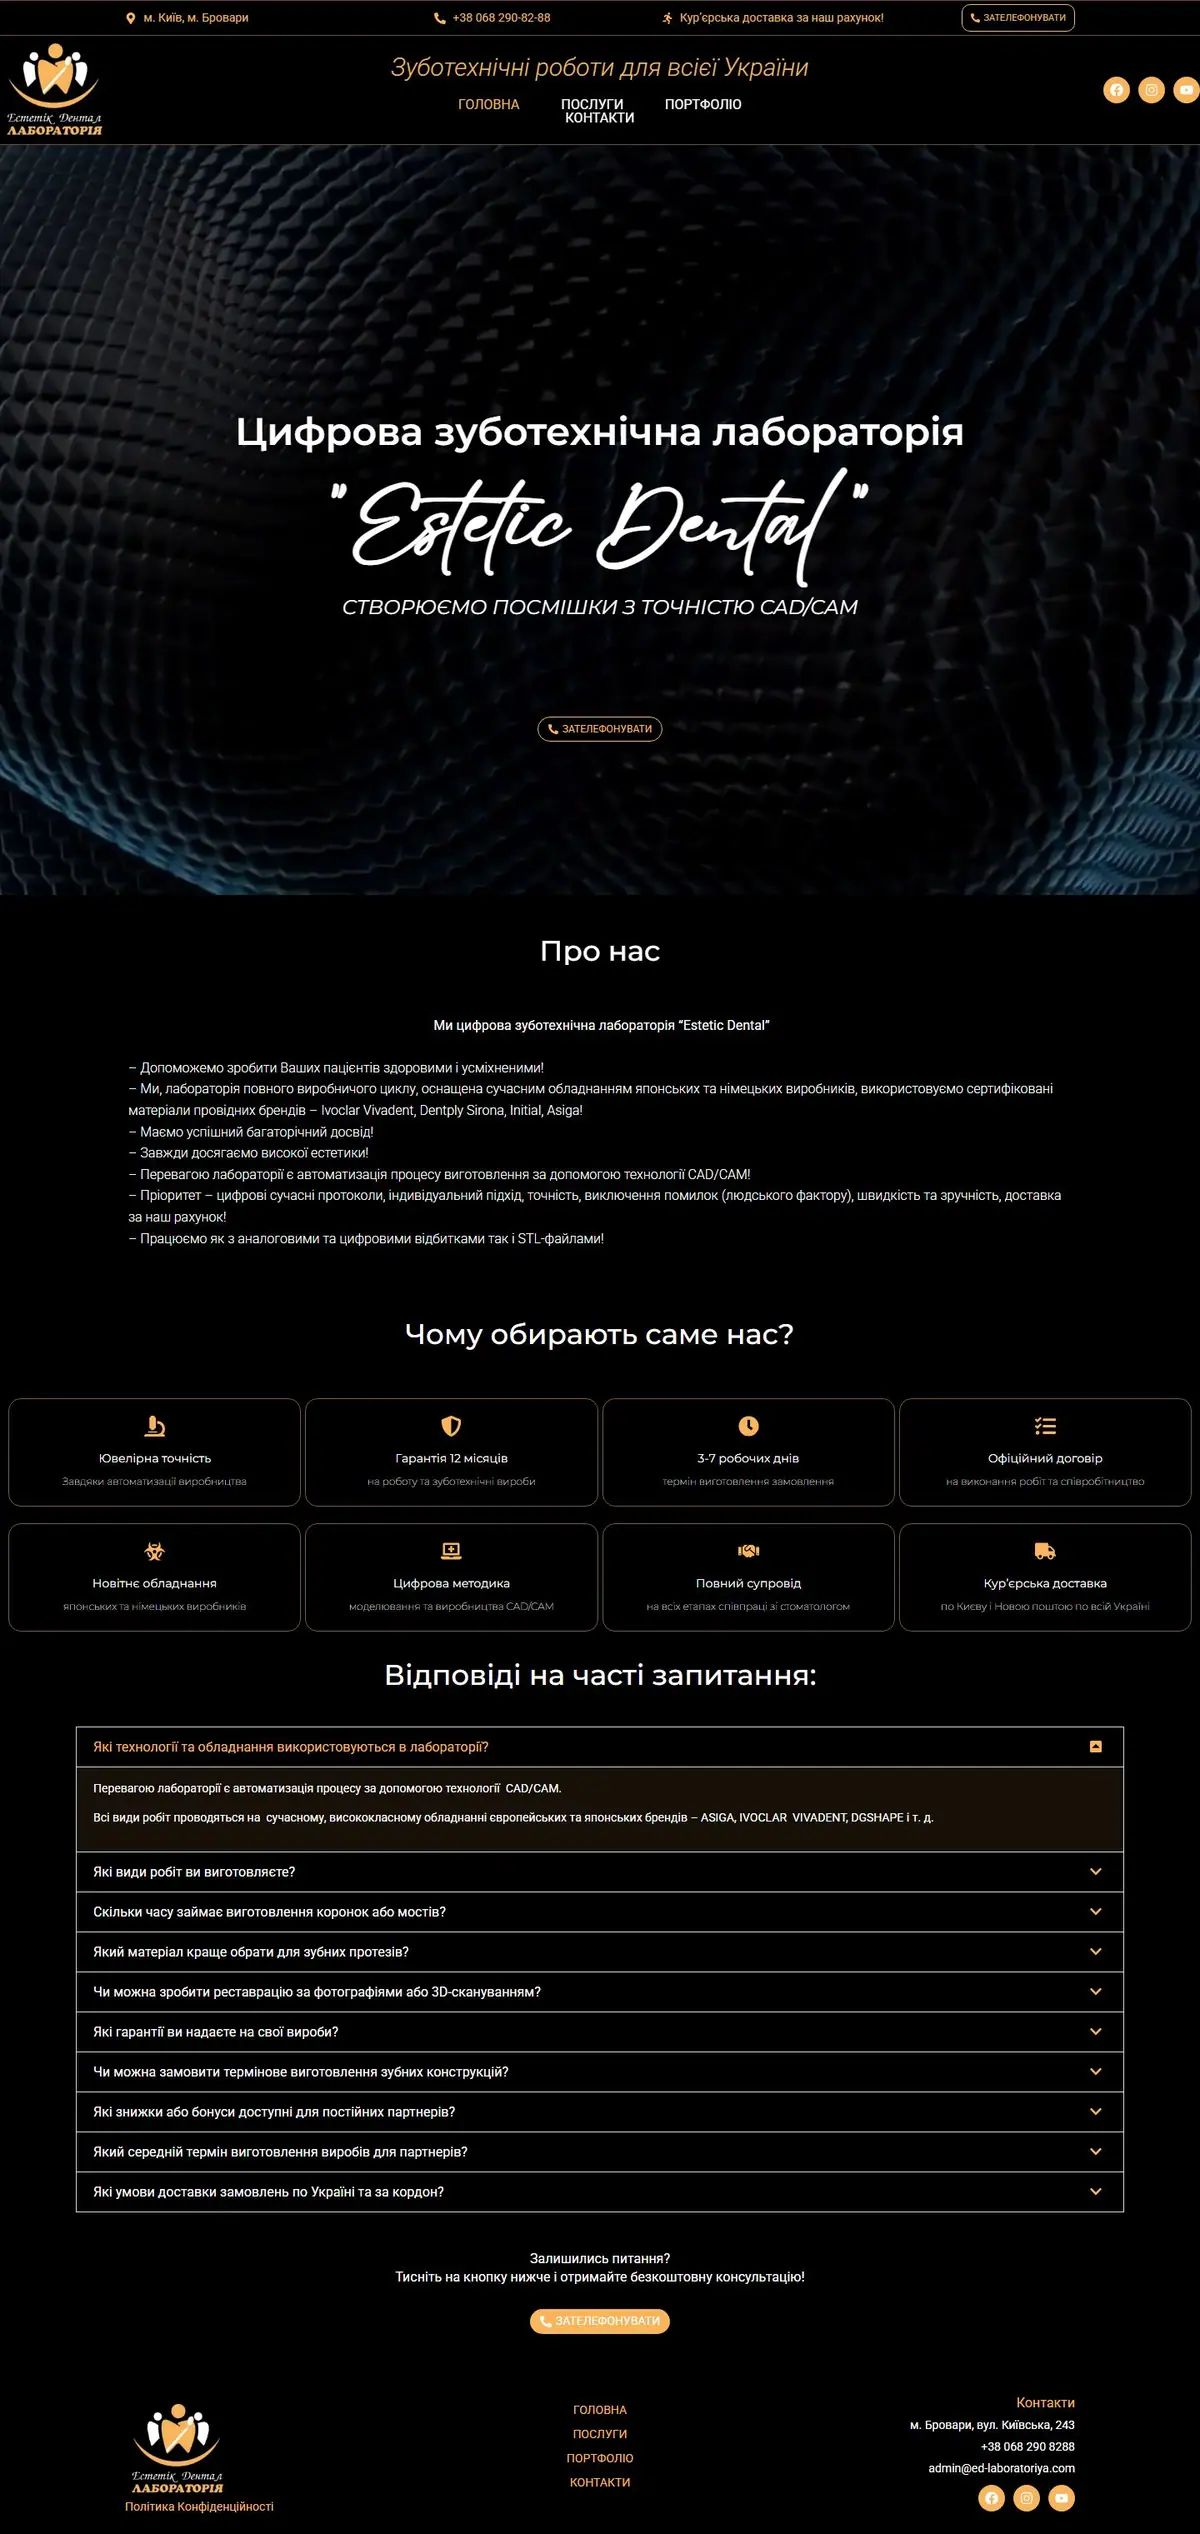 м. Київ, м. Бровари
+38 068 290-82-88
Кур’єрська доставка за наш рахунок!
ЗАТЕЛЕФОНУВАТИ
Естетік Дентал
ЛАБОРАТОРІЯ
Зуботехнічні роботи для всієї України
ГОЛОВНА
ПОСЛУГИ
ПОРТФОЛІО
КОНТАКТИ
Цифрова зуботехнічна лабораторія
"Estetic Dental"
СТВОРЮЄМО ПОСМІШКИ З ТОЧНІСТЮ CAD/CAM
ЗАТЕЛЕФОНУВАТИ
Про нас
Ми цифрова зуботехнічна лабораторія “Estetic Dental”
– Допоможемо зробити Ваших пацієнтів здоровими і усміхненими!
– Ми, лабораторія повного виробничого циклу, оснащена сучасним обладнанням японських та німецьких виробників, використовуємо сертифіковані
матеріали провідних брендів – Ivoclar Vivadent, Dentply Sirona, Initial, Asiga!
– Маємо успішний багаторічний досвід!
– Завжди досягаємо високої естетики!
– Перевагою лабораторії є автоматизація процесу виготовлення за допомогою технології CAD/CAM!
– Пріоритет – цифрові сучасні протоколи, індивідуальний підхід, точність, виключення помилок (людського фактору), швидкість та зручність, доставка
за наш рахунок!
– Працюємо як з аналоговими та цифровими відбитками так і STL-файлами!
Чому обирають саме нас?
Ювелірна точність
Завдяки автоматизації виробництва
Гарантія 12 місяців
на роботу та зуботехнічні вироби
3-7 робочих днів
термін виготовлення замовлення
Офіційний договір
на виконання робіт та співробітництво
Новітнє обладнання
японських та німецьких виробників
Цифрова методика
моделювання та виробництва CAD/CAM
Повний супровід
на всіх етапах співпраці зі стоматологом
Кур’єрська доставка
по Києву і Новою поштою по всій Україні
Відповіді на часті запитання:
Які технології та обладнання використовуються в лабораторії?
Перевагою лабораторії є автоматизація процесу за допомогою технології CAD/CAM.
Всі види робіт проводяться на сучасному, висококласному обладнанні європейських та японських брендів – ASIGA, IVOCLAR VIVADENT, DGSHAPE і т. д.
Які види робіт ви виготовляєте?
Скільки часу займає виготовлення коронок або мостів?
Який матеріал краще обрати для зубних протезів?
Чи можна зробити реставрацію за фотографіями або 3D-скануванням?
Які гарантії ви надаєте на свої вироби?
Чи можна замовити термінове виготовлення зубних конструкцій?
Які знижки або бонуси доступні для постійних партнерів?
Який середній термін виготовлення виробів для партнерів?
Які умови доставки замовлень по Україні та за кордон?
Залишились питання?
Тисніть на кнопку нижче і отримайте безкоштовну консультацію!
ЗАТЕЛЕФОНУВАТИ
Естетік Дентал
ЛАБОРАТОРІЯ
Політика Конфіденційності
ГОЛОВНА
ПОСЛУГИ
ПОРТФОЛІО
КОНТАКТИ
Контакти
м. Бровари, вул. Київська, 243
+38 068 290 8288
admin@ed-laboratoriya.com